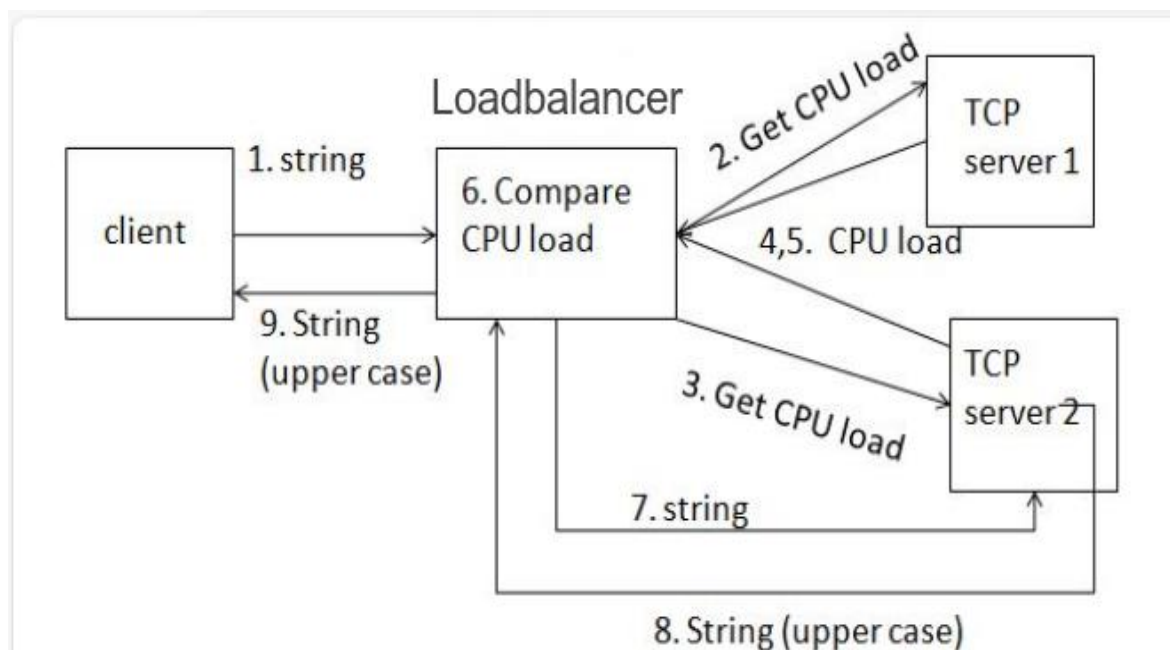 Loadbalancer
1. string
client
9. String
(upper case)
6. Compare
CPU load
2. Get CPU load
TCP
server 1
4,5. CPU load
3. Get CPU load
TCP
server 2
7. string
8. String (upper case)